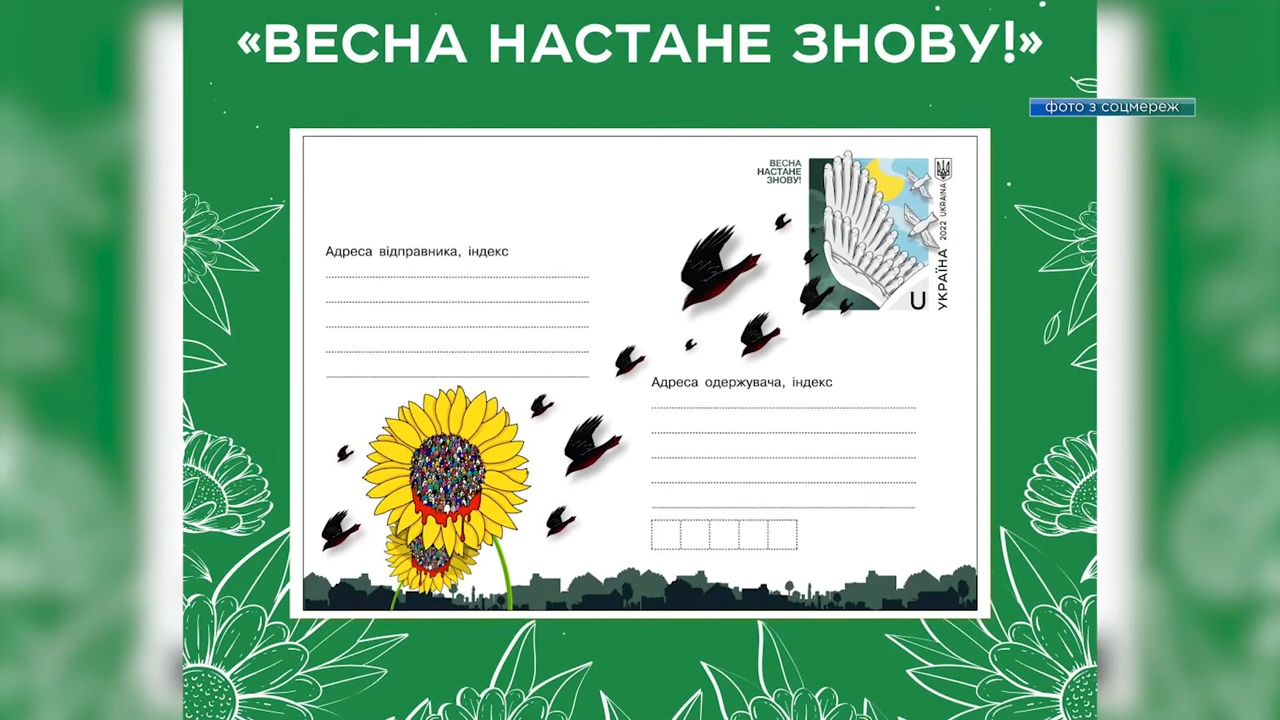 «ВЕСНА НАСТАНЕ ЗНОВУ!»
фото з соцмереж
ВЕСНА
НАСТАНЕ
ЗНОВУ!
УКРАЇНА 2022 UKRAINA
U
Адреса відправника, індекс
Адреса одержувача, індекс